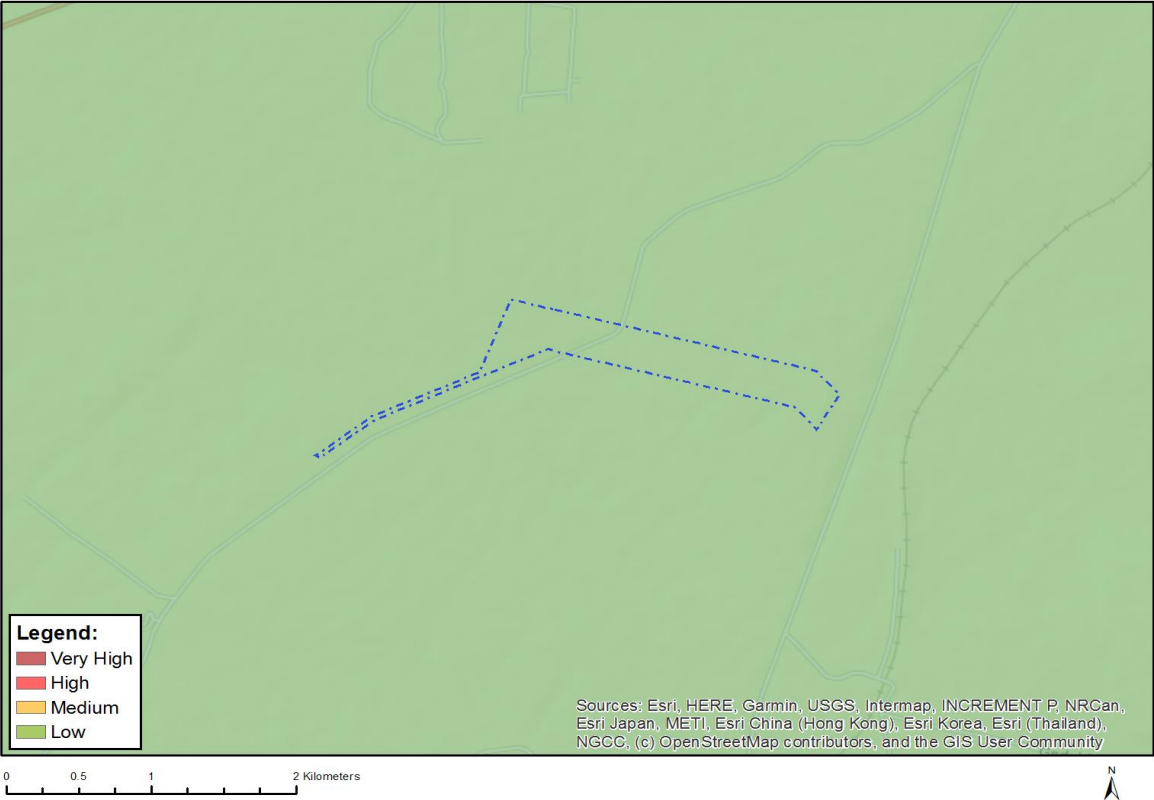 Legend:
Very High
High
Medium
Low
Sources: Esri, HERE, Garmin, USGS, Intermap, INCREMENT P, NRCan,
Esri Japan, METI, Esri China (Hong Kong), Esri Korea, Esri (Thailand),
NGCC, (c) OpenStreetMap contributors, and the GIS User Community
0 0.5 1 2 Kilometers
N